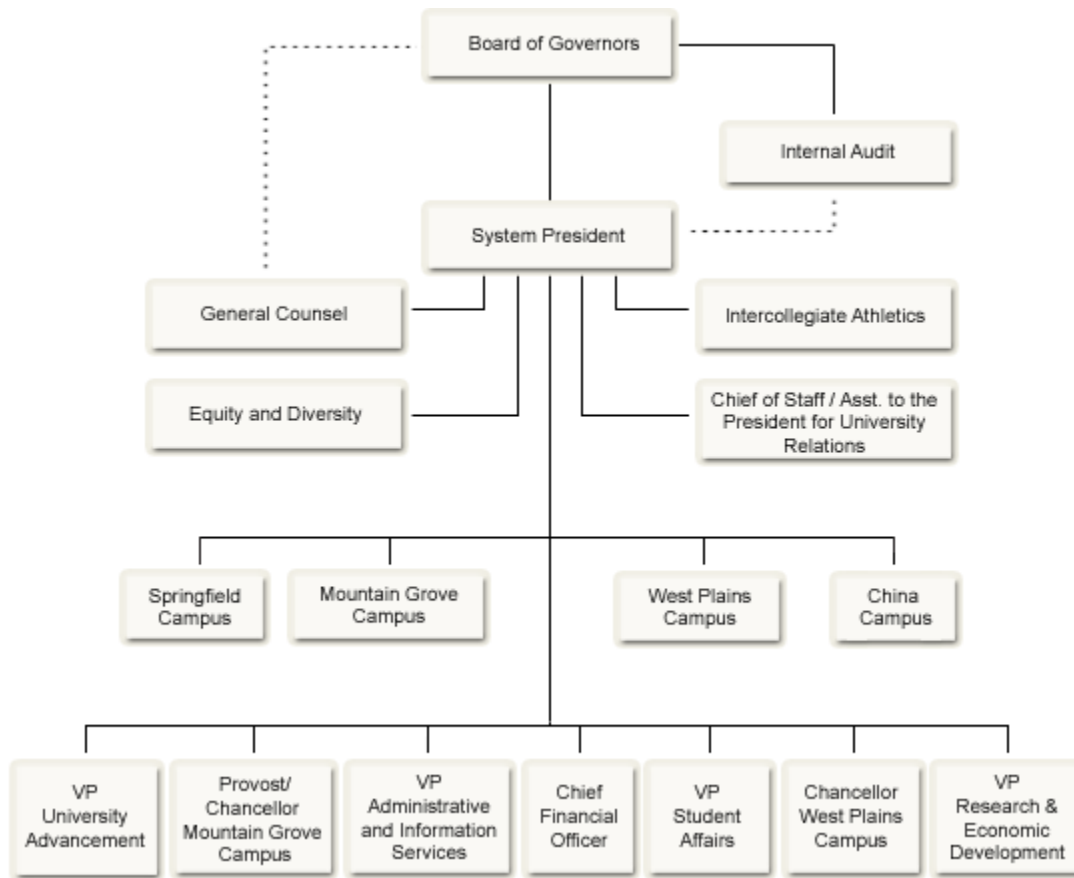 Board of Governors
Internal Audit
System President
General Counsel
Intercollegiate Athletics
Equity and Diversity
Chief of Staff / Asst. to the
President for University
Relations
Springfield
Campus
Mountain Grove
Campus
West Plains
Campus
China
Campus
VP
University
Advancement
Provost/
Chancellor
Mountain Grove
Campus
VP
Administrative
and Information
Services
Chief
Financial
Officer
VP
Student
Affairs
Chancellor
West Plains
Campus
VP
Research &
Economic
Development